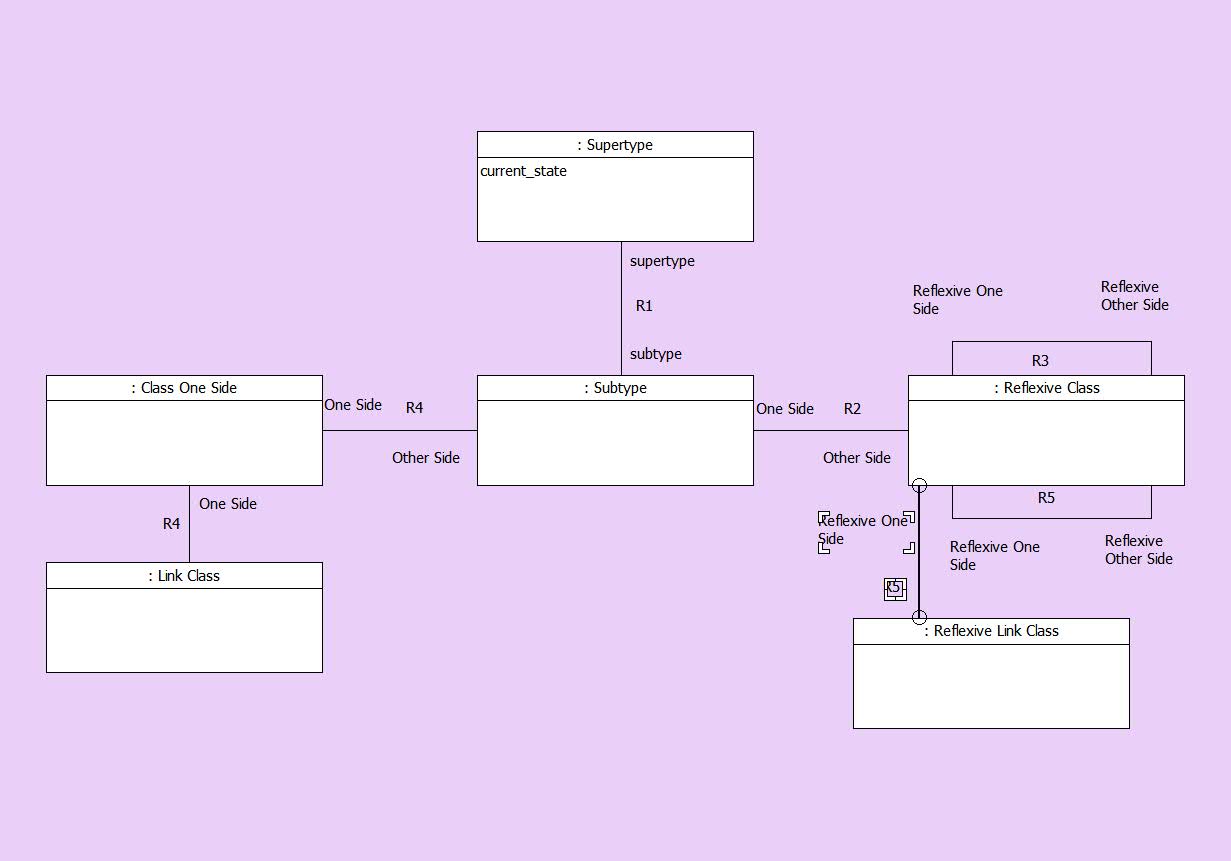 : Supertype
current_state
supertype
R1
subtype
Reflexive One
Side
Reflexive
Other Side
R3
: Class One Side
One Side
R4
Other Side
: Subtype
One Side
R2
Other Side
: Reflexive Class
R5
One Side
R4
: Link Class
Reflexive One
Side
R5
Reflexive One
Side
Reflexive
Other Side
: Reflexive Link Class